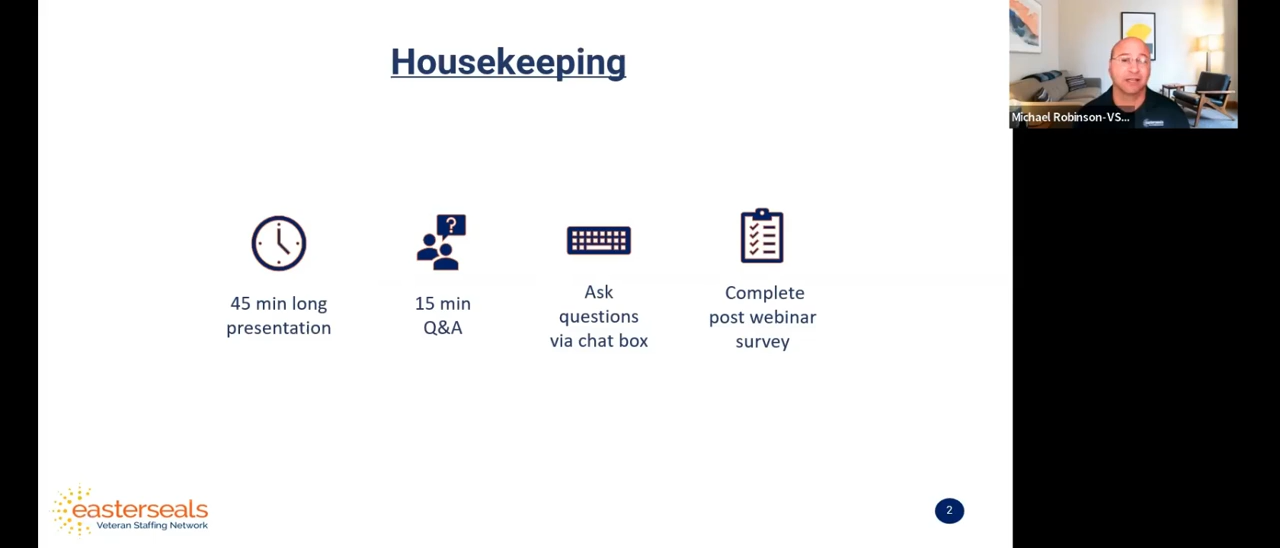 Housekeeping
Michael Robinson-VS...
?
45 min long
presentation
15 min
Q&A
Ask
questions
via chat box
Complete
post webinar
survey
easterseals
Veteran Staffing Network
2